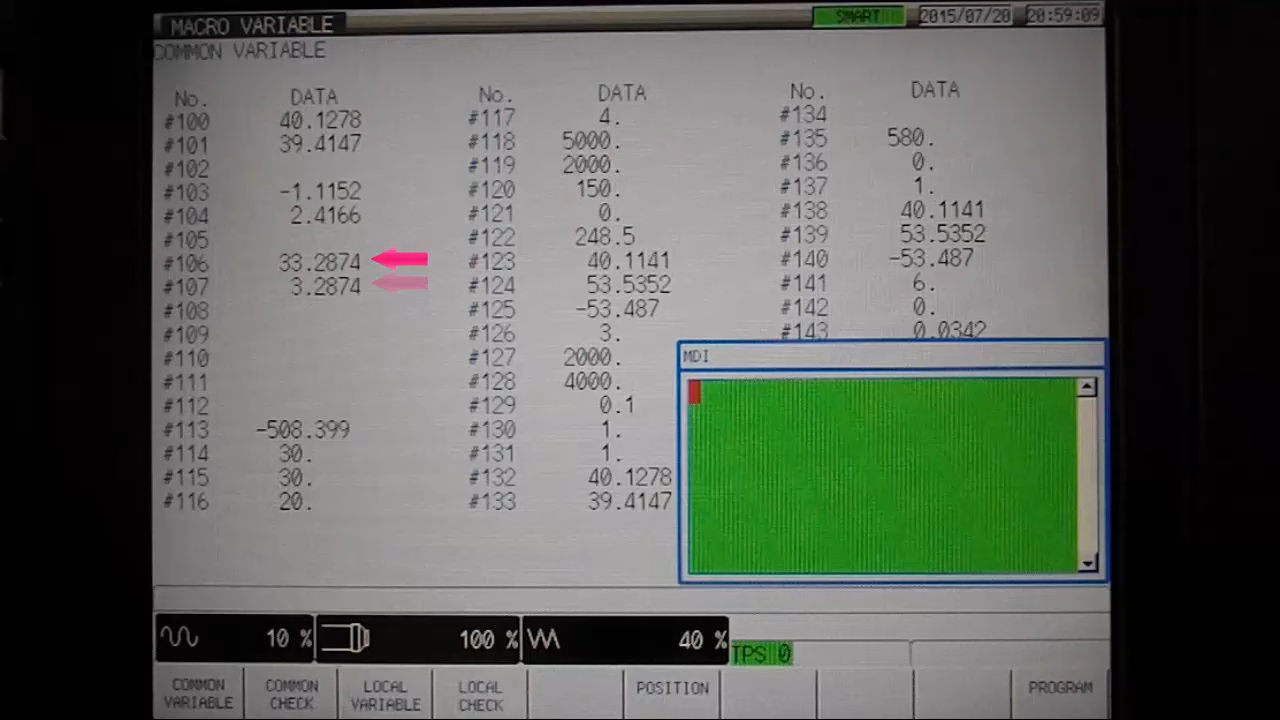 MACRO VARIABLE SMART 2015/07/20 20:59:09
COMMON VARIABLE
No. DATA No. DATA No. DATA
#100 40.1278 #117 4. #134
#101 39.4147 #118 5000. #135 580.
#102 #119 2000. #136 0.
#103 -1.1152 #120 150. #137 1.
#104 2.4166 #121 0. #138 40.1141
#105 #122 248.5 #139 53.5352
#106 33.2874 #123 40.1141 #140 -53.487
#107 3.2874 #124 53.5352 #141 6.
#108 #125 -53.487 #142 0.
#109 #126 3. #143 0.0342
#110 #127 2000.
#111 #128 4000.
#112 #129 0.1
#113 -508.399 #130 1.
#114 30. #131 1.
#115 30. #132 40.1278
#116 20. #133 39.4147
MDI
10 % 100 % 40 % TPS 0
COMMON VARIABLE COMMON CHECK LOCAL VARIABLE LOCAL CHECK POSITION PROGRAM